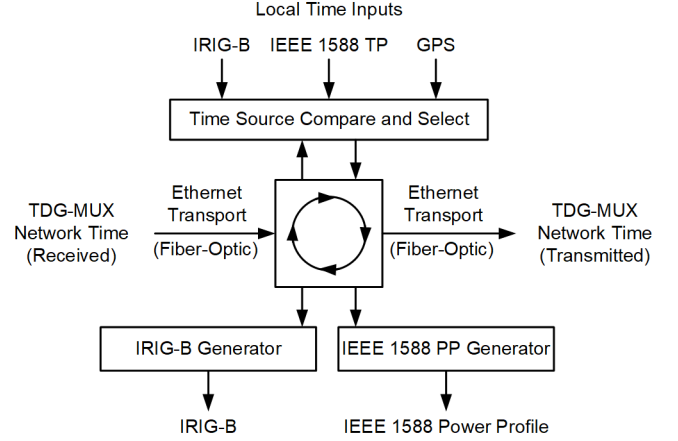 Local Time Inputs
IRIG-B IEEE 1588 TP GPS
Time Source Compare and Select
TDG-MUX
Network Time
(Received)
Ethernet
Transport
(Fiber-Optic)
Ethernet
Transport
(Fiber-Optic)
TDG-MUX
Network Time
(Transmitted)
IRIG-B Generator
IEEE 1588 PP Generator
IRIG-B
IEEE 1588 Power Profile